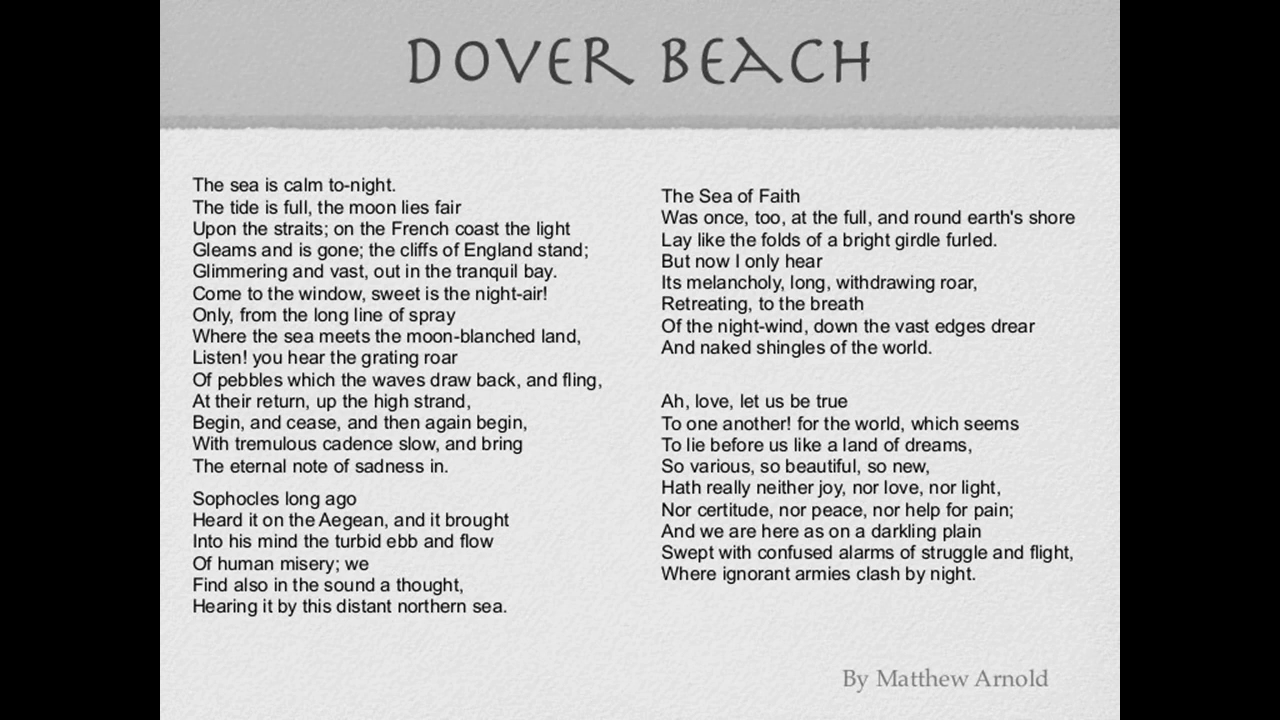 DOVER BEACH
The sea is calm to-night.
The tide is full, the moon lies fair
Upon the straits; on the French coast the light
Gleams and is gone; the cliffs of England stand;
Glimmering and vast, out in the tranquil bay.
Come to the window, sweet is the night-air!
Only, from the long line of spray
Where the sea meets the moon-blanched land,
Listen! you hear the grating roar
Of pebbles which the waves draw back, and fling,
At their return, up the high strand,
Begin, and cease, and then again begin,
With tremulous cadence slow, and bring
The eternal note of sadness in.
Sophocles long ago
Heard it on the Aegean, and it brought
Into his mind the turbid ebb and flow
Of human misery; we
Find also in the sound a thought,
Hearing it by this distant northern sea.
The Sea of Faith
Was once, too, at the full, and round earth's shore
Lay like the folds of a bright girdle furled.
But now I only hear
Its melancholy, long, withdrawing roar,
Retreating, to the breath
Of the night-wind, down the vast edges drear
And naked shingles of the world.
Ah, love, let us be true
To one another! for the world, which seems
To lie before us like a land of dreams,
So various, so beautiful, so new,
Hath really neither joy, nor love, nor light,
Nor certitude, nor peace, nor help for pain;
And we are here as on a darkling plain
Swept with confused alarms of struggle and flight,
Where ignorant armies clash by night.
By Matthew Arnold